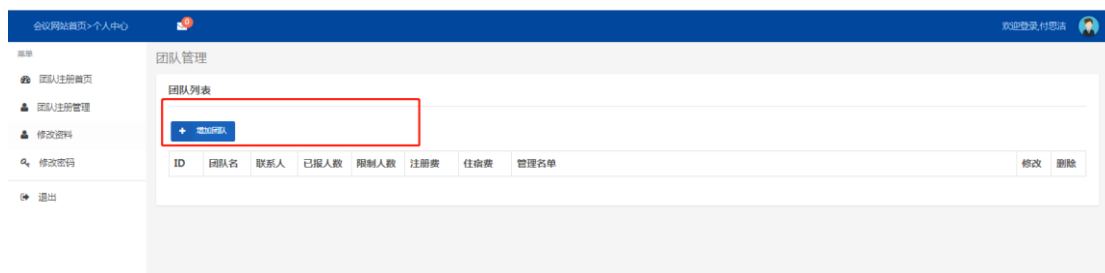 会议网站首页>个人中心
0
欢迎登录,付思洁
菜单
团队注册首页
团队注册管理
修改资料
修改密码
退出
团队管理
团队列表
+ 增加团队
ID 团队名 联系人 已报人数 限制人数 注册费 住宿费 管理名单 修改 删除